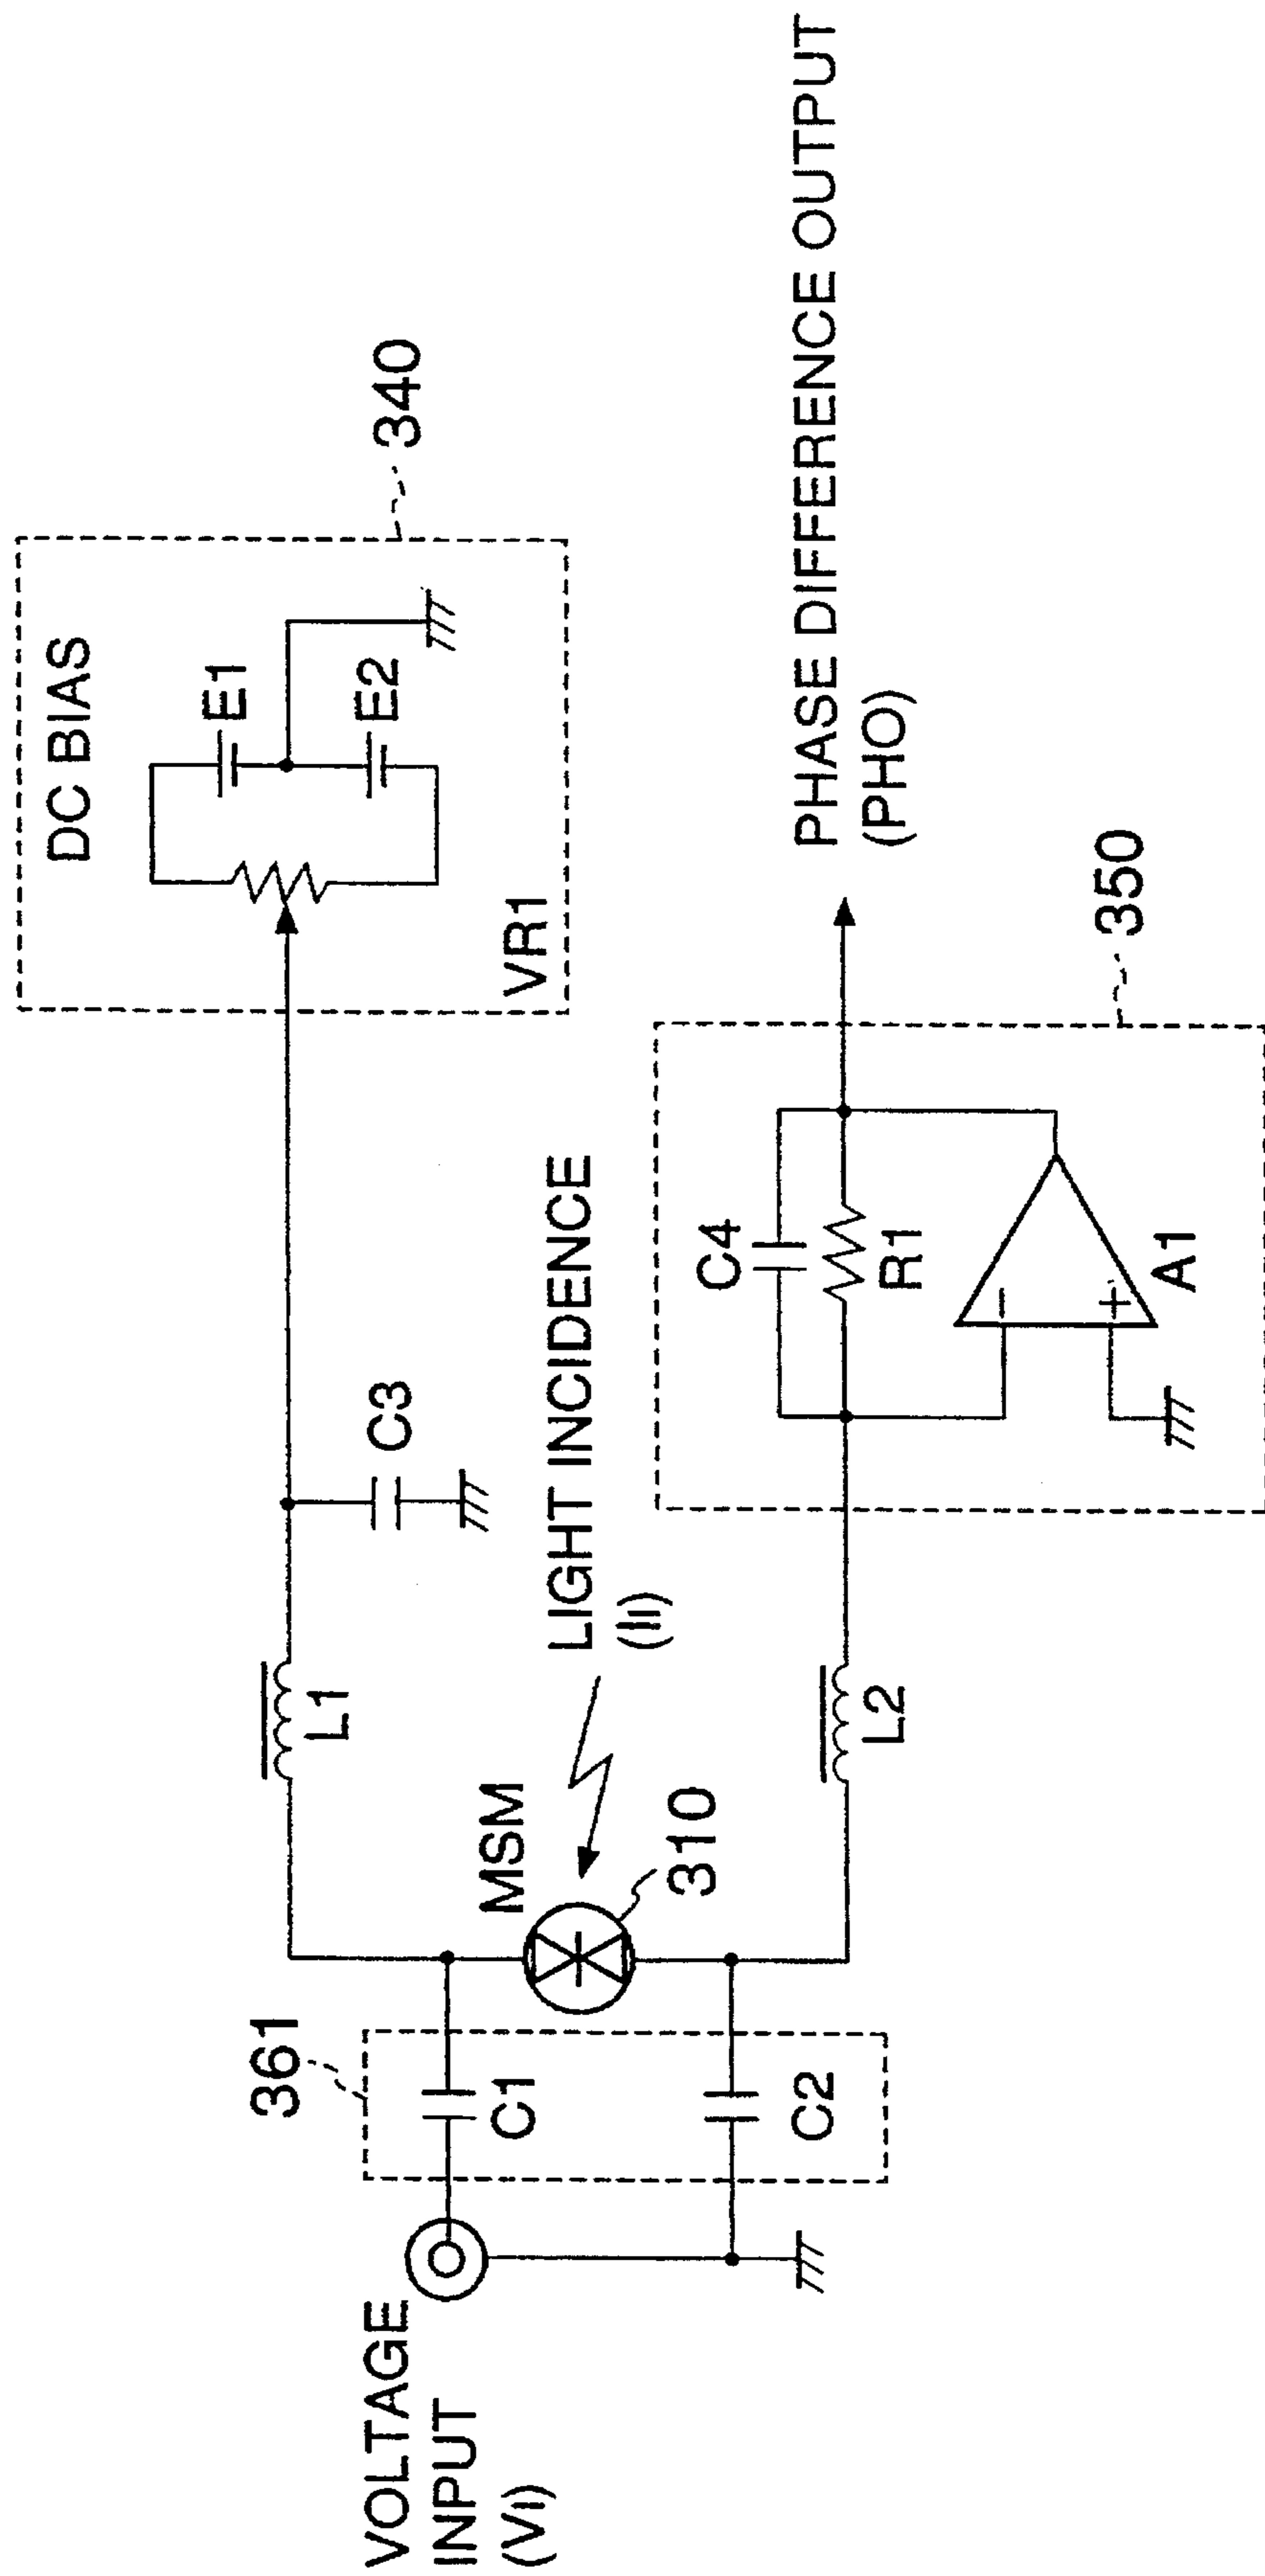 DC BIAS
E1
E2
VR1
340
361
L1
C3
MSM
310
LIGHT INCIDENCE
(II)
VOLTAGE
INPUT
(VI)
C1
C2
L2
C4
R1
−
+
A1
350
PHASE DIFFERENCE OUTPUT
(PHO)